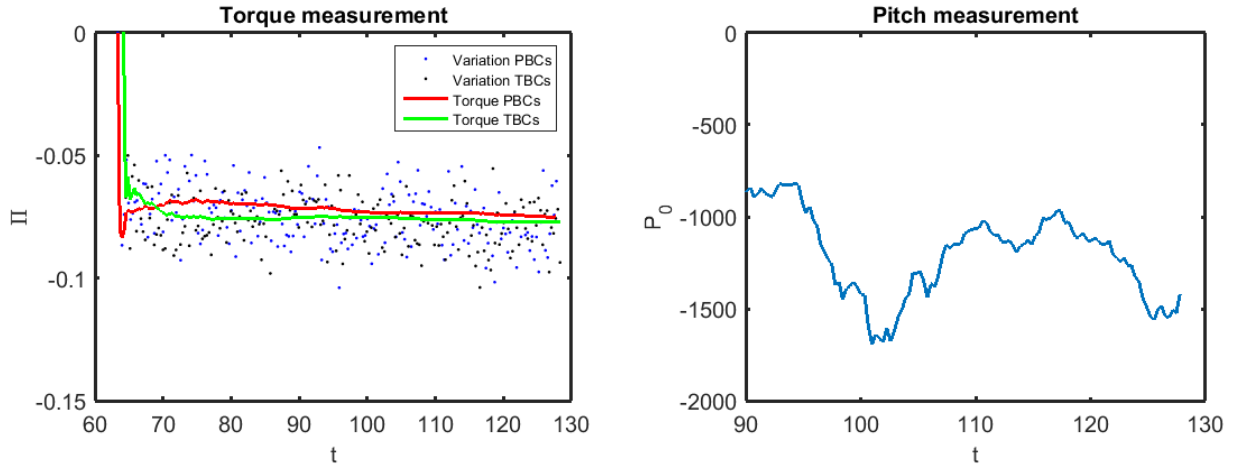 Torque measurement
0
-0.05
-0.1
-0.15
Π
60 70 80 90 100 110 120 130
t
Variation PBCs
Variation TBCs
Torque PBCs
Torque TBCs
Pitch measurement
0
-500
-1000
-1500
-2000
P_0
90 100 110 120 130
t